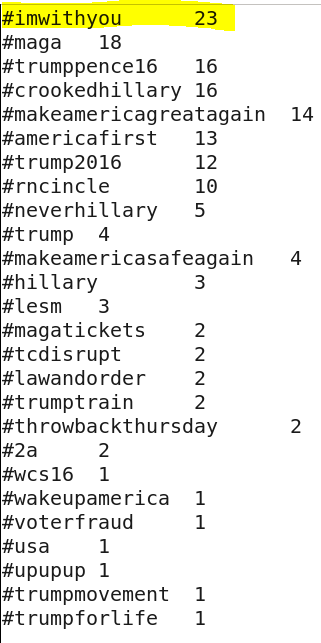 #imwithyou 23
#maga 18
#trumppence16 16
#crookedhillary 16
#makeamericagreatagain 14
#americafirst 13
#trump2016 12
#rncincle 10
#neverhillary 5
#trump 4
#makeamericasafeagain 4
#hillary 3
#lesm 3
#magatickets 2
#tcdisrupt 2
#lawandorder 2
#trumptrain 2
#throwbackthursday 2
#2a 2
#wcs16 1
#wakeupamerica 1
#voterfraud 1
#usa 1
#upupup 1
#trumpmovement 1
#trumpforlife 1